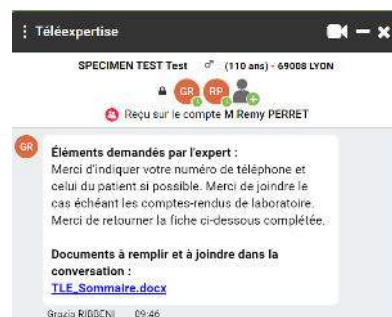 Téléexpertise
SPECIMEN TEST Test (110 ans) - 69008 LYON
GR RP
Reçu sur le compte M Remy PERRET
GR
Éléments demandés par l'expert :
Merci d'indiquer votre numéro de téléphone et
celui du patient si possible. Merci de joindre le
cas échéant les comptes-rendus de laboratoire.
Merci de retourner la fiche ci-dessous complétée.
Documents à remplir et à joindre dans la
conversation :
TLE_Sommaire.docx
Grazia RIBBENI 09:46